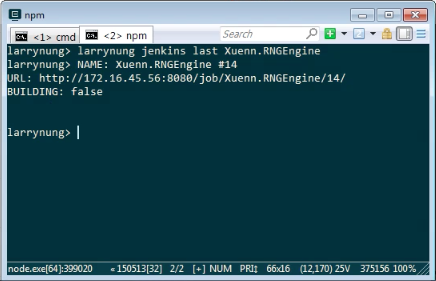 npm
<1> cmd
<2> npm
Search
larrynung> larrynung jenkins last Xuenn.RNGEngine
larrynung> NAME: Xuenn.RNGEngine #14
URL: http://172.16.45.56:8080/job/Xuenn.RNGEngine/14/
BUILDING: false
larrynung>
node.exe[64]:399020 «150513[32] 2/2 [+] NUM PRI‡ 66x16 (12,170) 25V 375156 100%